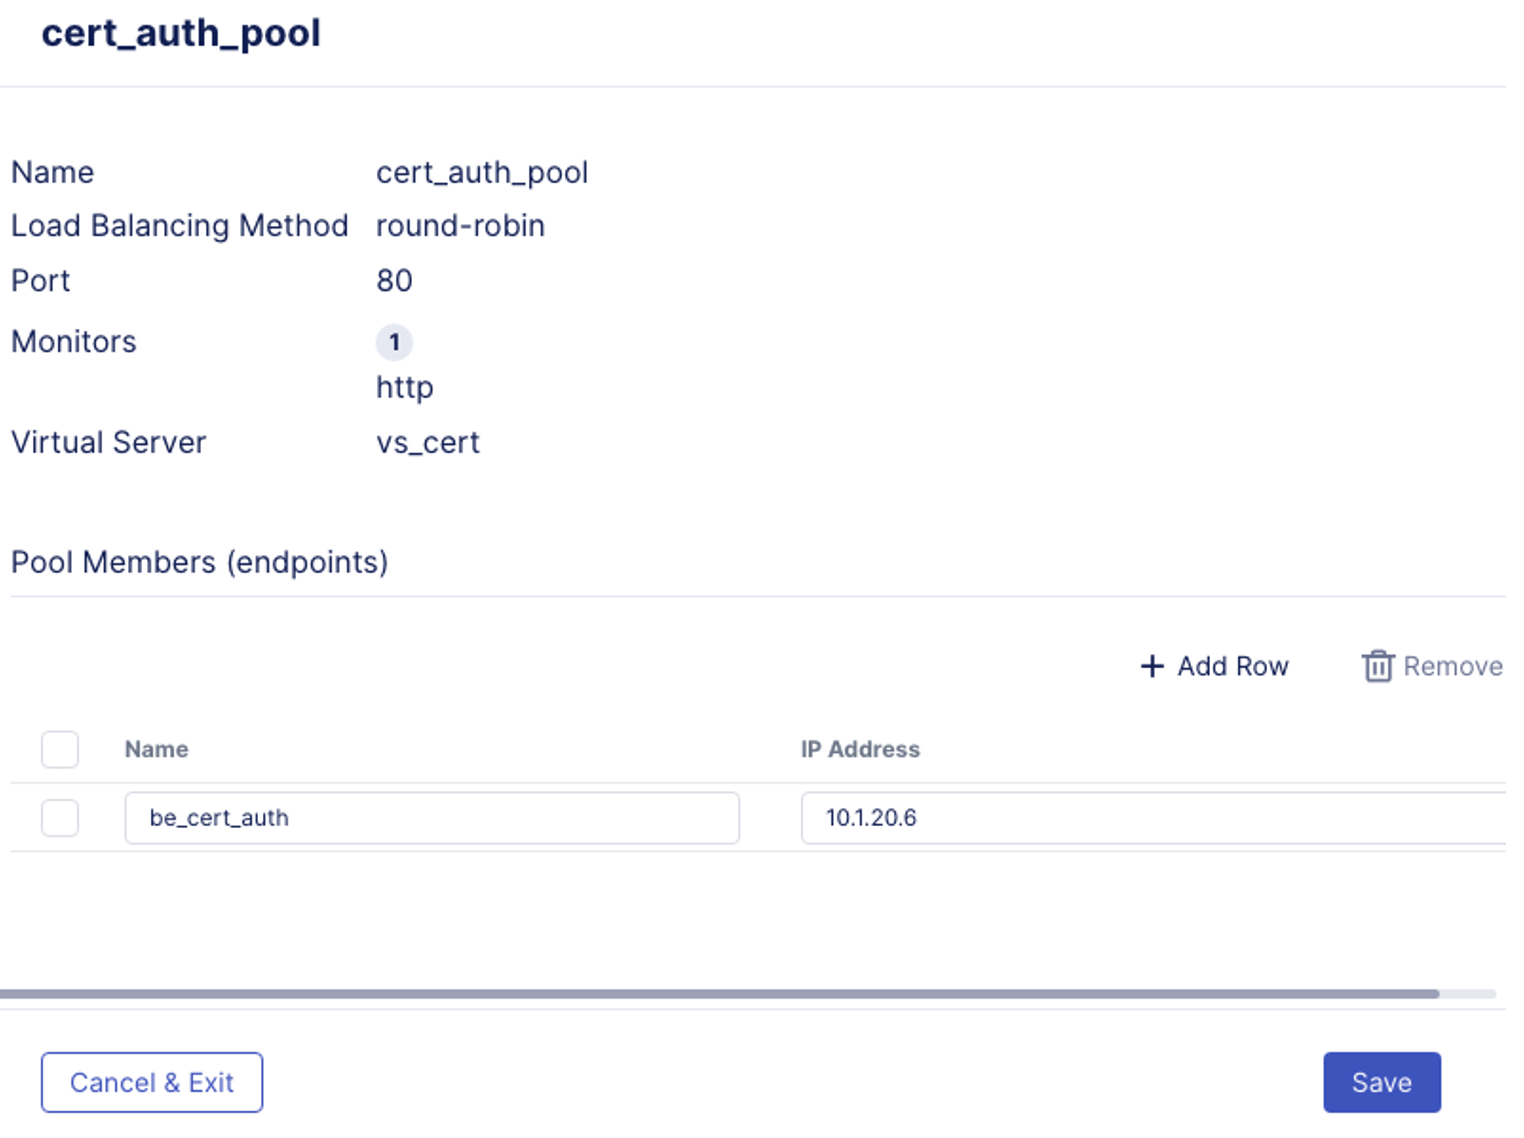 cert_auth_pool
Name cert_auth_pool
Load Balancing Method round-robin
Port 80
Monitors 1
http
Virtual Server vs_cert
Pool Members (endpoints)
+ Add Row Remove
Name IP Address
be_cert_auth 10.1.20.6
Cancel & Exit Save